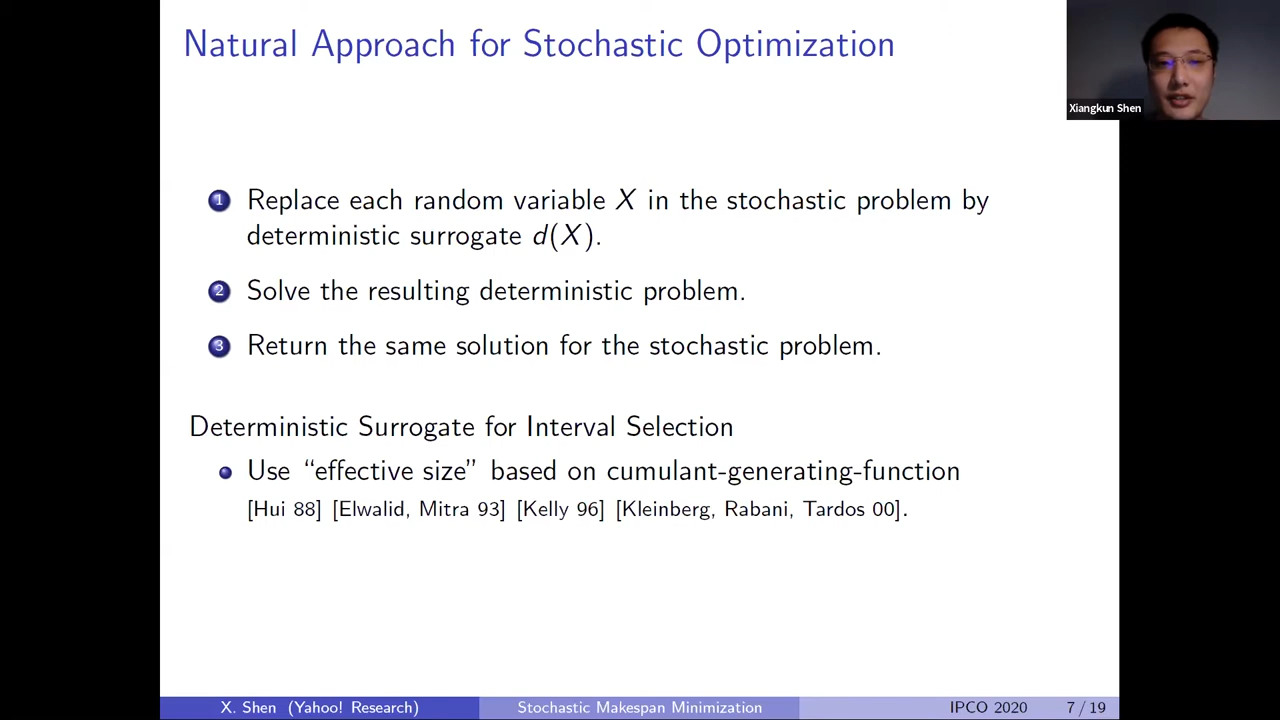 Natural Approach for Stochastic Optimization
Xiangkun Shen
1 Replace each random variable X in the stochastic problem by
deterministic surrogate d(X).
2 Solve the resulting deterministic problem.
3 Return the same solution for the stochastic problem.
Deterministic Surrogate for Interval Selection
Use “effective size” based on cumulant-generating-function
[Hui 88] [Elwalid, Mitra 93] [Kelly 96] [Kleinberg, Rabani, Tardos 00].
X. Shen (Yahoo! Research) Stochastic Makespan Minimization IPCO 2020 7 / 19